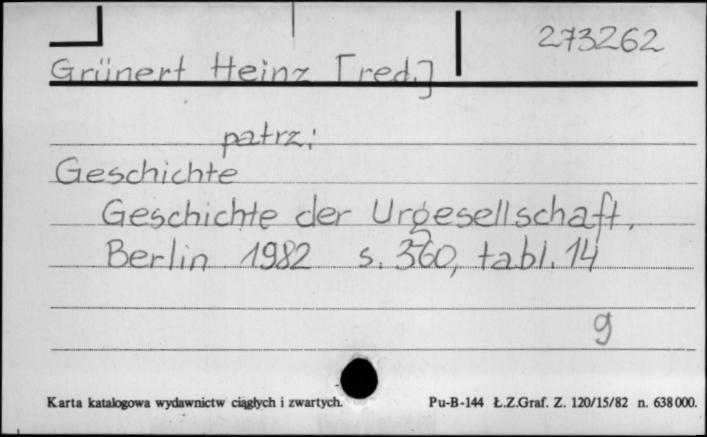 273262
Grünert Heinz [red.]
patrz:
Geschichte
Geschichte der Urgesellschaft.
Berlin 1982 s. 360, tabl. 14
g
Karta katalogowa wydawnictw ciągłych i zwartych. Pu-B-144 Ł.Z.Graf. Z. 120/15/82 n. 638000.